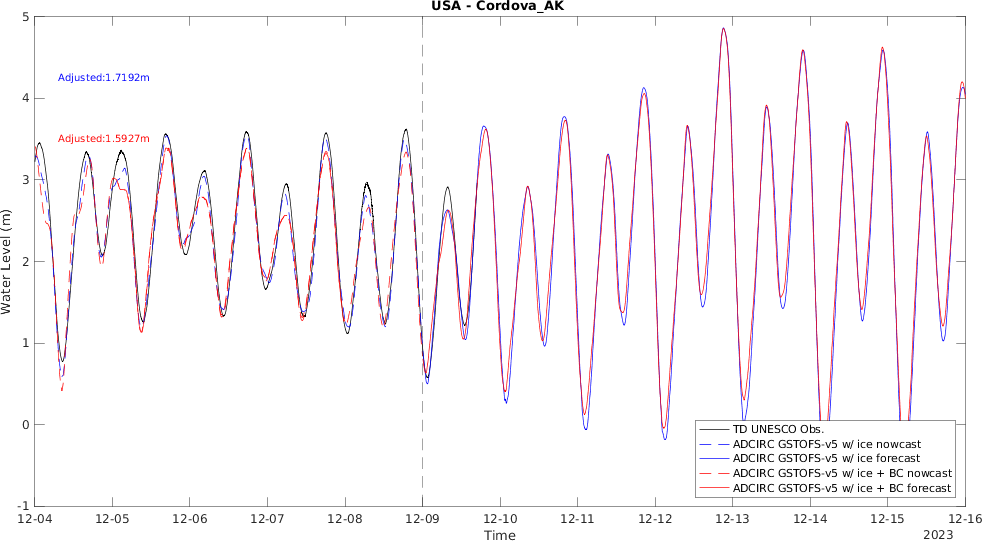 USA - Cordova_AK
5
4
3
2
1
0
-1
Water Level (m)
Adjusted:1.7192m
Adjusted:1.5927m
TD UNESCO Obs.
ADCIRC GSTOFS-v5 w/ ice nowcast
ADCIRC GSTOFS-v5 w/ ice forecast
ADCIRC GSTOFS-v5 w/ ice + BC nowcast
ADCIRC GSTOFS-v5 w/ ice + BC forecast
12-04 12-05 12-06 12-07 12-08 12-09 12-10 12-11 12-12 12-13 12-14 12-15 12-16
Time
2023